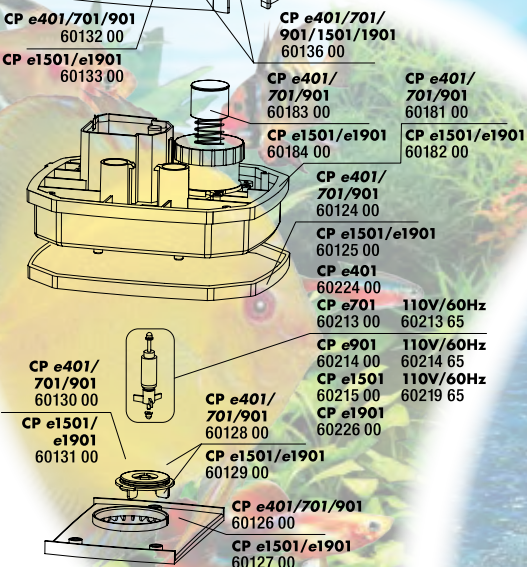 CP e401/701/901
60132 00
CP e1501/e1901
60133 00
CP e401/701/
901/1501/1901
60136 00
CP e401/
701/901
60183 00
CP e1501/e1901
60184 00
CP e401/
701/901
60181 00
CP e1501/e1901
60182 00
CP e401/
701/901
60124 00
CP e1501/e1901
60125 00
CP e401
60224 00
CP e701 110V/60Hz
60213 00 60213 65
CP e901 110V/60Hz
60214 00 60214 65
CP e1501 110V/60Hz
60215 00 60219 65
CP e1901
60226 00
CP e401/
701/901
60130 00
CP e1501/
e1901
60131 00
CP e401/
701/901
60128 00
CP e1501/e1901
60129 00
CP e401/701/901
60126 00
CP e1501/e1901
60127 00